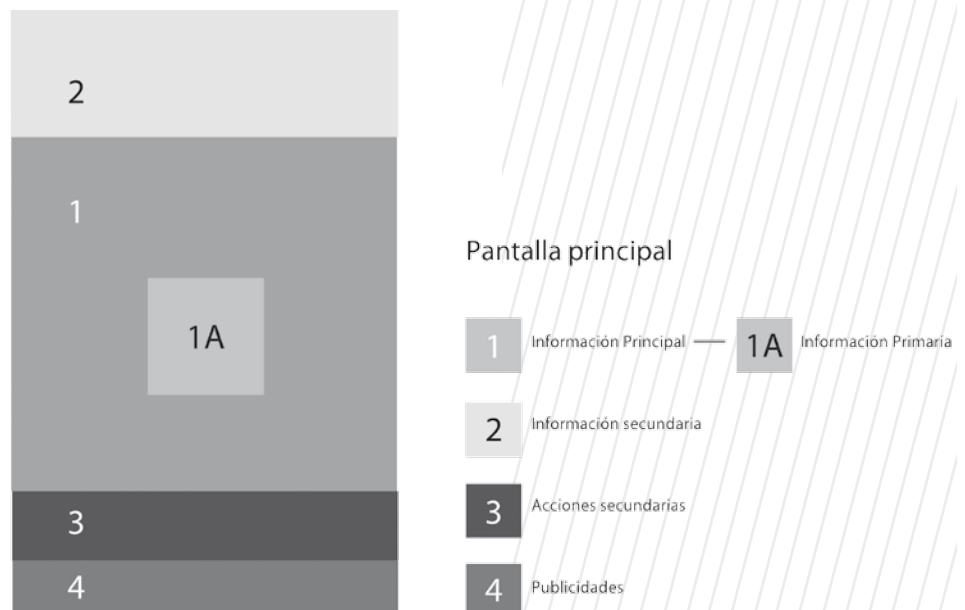 2
1
1A
3
4
Pantalla principal
1 Información Principal — 1A Información Primaria
2 Información secundaria
3 Acciones secundarias
4 Publicidades